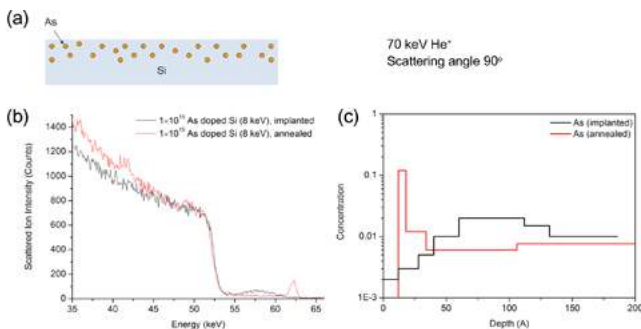 (a)
As
Si
70 keV He⁺
Scattering angle 90°
(b)
1×10¹⁵ As doped Si (8 keV), implanted
1×10¹⁵ As doped Si (8 keV), annealed
Scattered Ion Intensity (Counts)
1400
1200
1000
800
600
400
200
0
35 40 45 50 55 60 65
Energy (keV)
(c)
As (implanted)
As (annealed)
Concentration
1
0.1
0.01
1E-3
0 50 100 150 200
Depth (A)